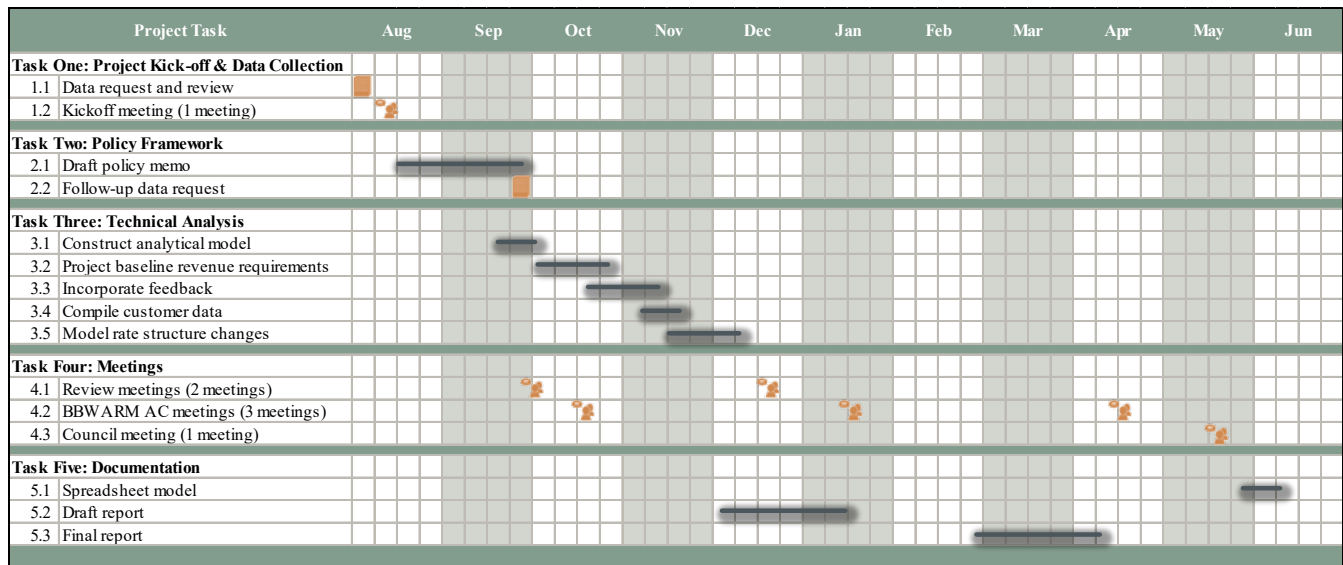 Project Task Aug Sep Oct Nov Dec Jan Feb Mar Apr May Jun
Task One: Project Kick-off & Data Collection
1.1 Data request and review
1.2 Kickoff meeting (1 meeting)
Task Two: Policy Framework
2.1 Draft policy memo
2.2 Follow-up data request
Task Three: Technical Analysis
3.1 Construct analytical model
3.2 Project baseline revenue requirements
3.3 Incorporate feedback
3.4 Compile customer data
3.5 Model rate structure changes
Task Four: Meetings
4.1 Review meetings (2 meetings)
4.2 BBWARM AC meetings (3 meetings)
4.3 Council meeting (1 meeting)
Task Five: Documentation
5.1 Spreadsheet model
5.2 Draft report
5.3 Final report